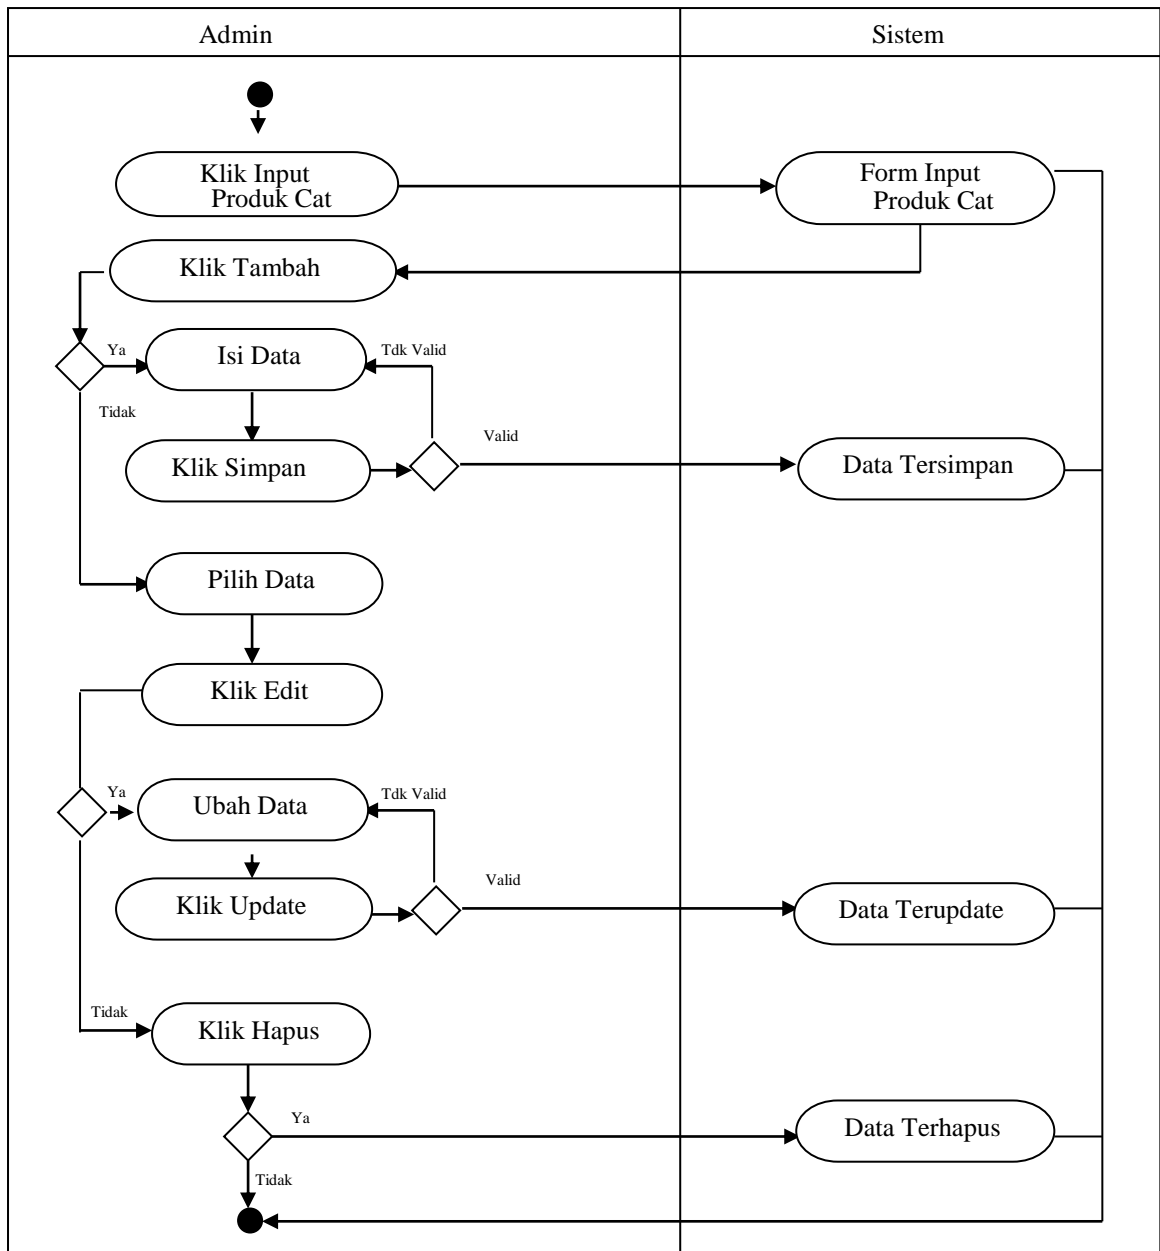 Admin
Sistem
Klik Input
Produk Cat
Form Input
Produk Cat
Klik Tambah
Ya
Isi Data
Tdk Valid
Tidak
Klik Simpan
Valid
Data Tersimpan
Pilih Data
Klik Edit
Ya
Ubah Data
Tdk Valid
Klik Update
Valid
Data Terupdate
Tidak
Klik Hapus
Ya
Data Terhapus
Tidak